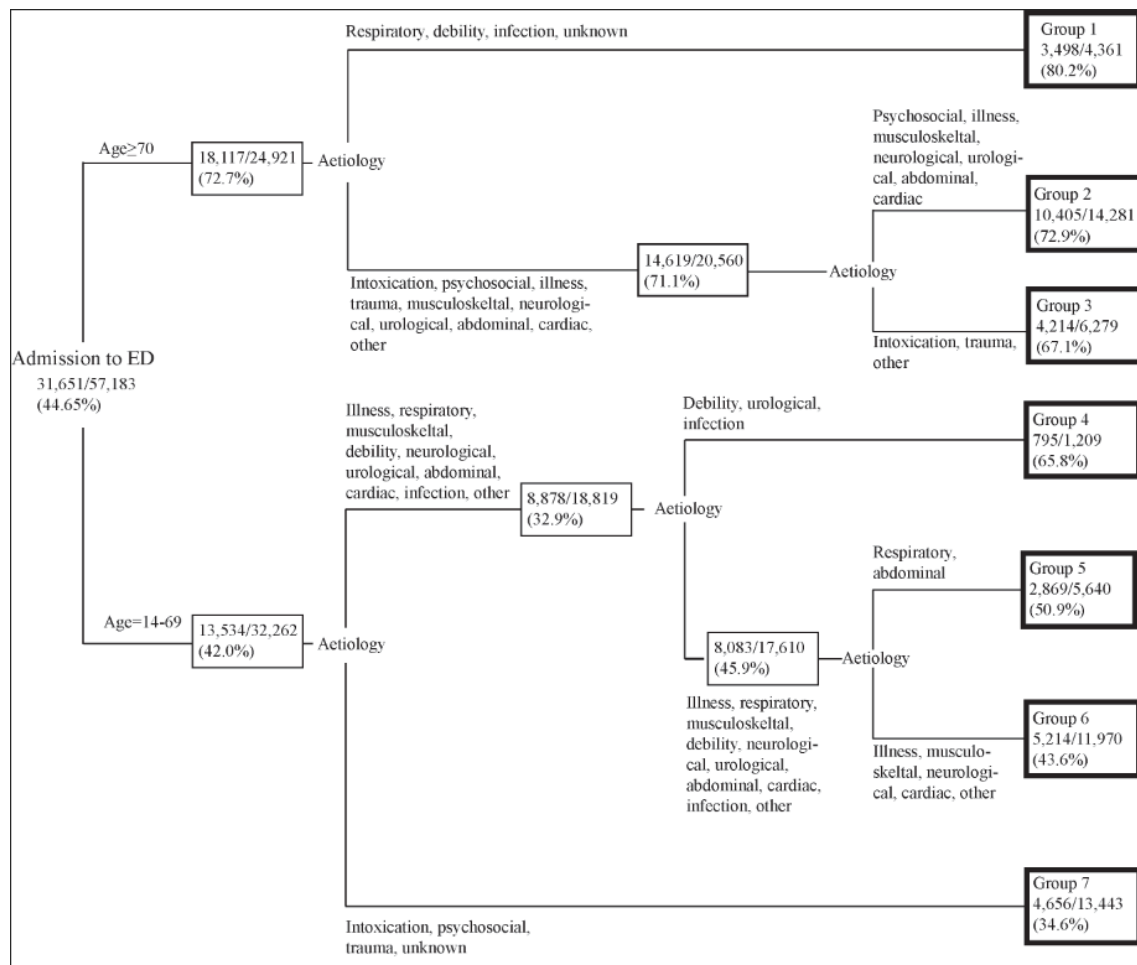 Respiratory, debility, infection, unknown
Group 1
3,498/4,361
(80.2%)
Age≥70
18,117/24,921
(72.7%)
Aetiology
Psychosocial, illness,
musculoskeltal,
neurological, urologi-
cal, abdominal,
cardiac
Group 2
10,405/14,281
(72.9%)
Intoxication, psychosocial, illness,
trauma, musculoskeltal, neurologi-
cal, urological, abdominal, cardiac,
other
14,619/20,560
(71.1%)
Aetiology
Intoxication, trauma,
other
Group 3
4,214/6,279
(67.1%)
Admission to ED
31,651/57,183
(44.65%)
Illness, respiratory,
musculoskeltal,
debility, neurological,
urological, abdominal,
cardiac, infection, other
8,878/18,819
(32.9%)
Aetiology
Debility, urological,
infection
Group 4
795/1,209
(65.8%)
Age=14-69
13,534/32,262
(42.0%)
Aetiology
Respiratory,
abdominal
Group 5
2,869/5,640
(50.9%)
8,083/17,610
(45.9%)
Aetiology
Illness, respiratory,
musculoskeltal,
debility, neurologi-
cal, urological,
abdominal, cardiac,
infection, other
Illness, musculo-
skeltal, neurologi-
cal, cardiac, other
Group 6
5,214/11,970
(43.6%)
Intoxication, psychosocial,
trauma, unknown
Group 7
4,656/13,443
(34.6%)